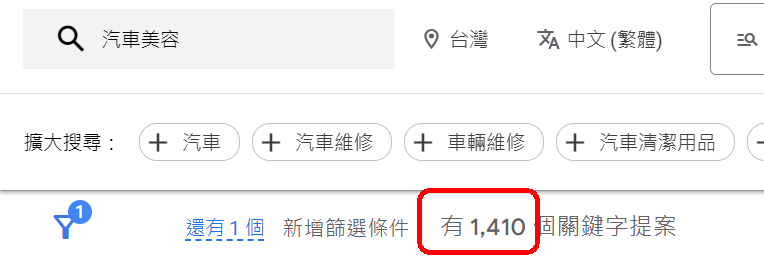 汽車美容 台灣 中文 (繁體)
擴大搜尋： 汽車 汽車維修 車輛維修 汽車清潔用品
1 還有 1 個 新增篩選條件 有 1,410 個關鍵字提案